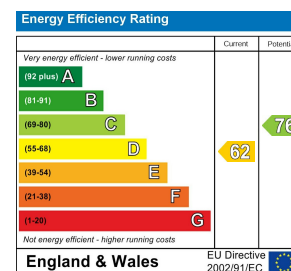 Energy Efficiency Rating
Current
Very energy efficient - lower running costs
(92 plus) A
(81-91) B
(69-80) C
76
(55-68) D
62
(39-54) E
(21-38) F
(1-20) G
Not energy efficient - higher running costs
England & Wales
EU Directive
2002/91/EC